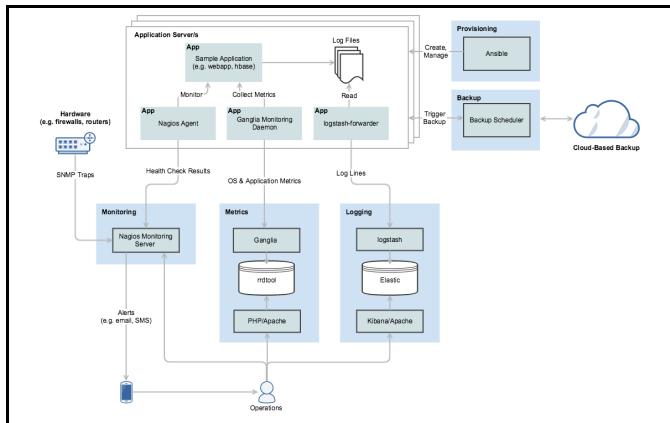 Application Server/s
App
Sample Application
(e.g. webapp, hbase)
Log Files
Provisioning
Ansible
Create,
Manage
Monitor
Collect Metrics
Read
App
Nagios Agent
App
Ganglia Monitoring
Daemon
App
logstash-forwarder
Trigger
Backup
Backup
Backup Scheduler
Cloud-Based Backup
Hardware
(e.g. firewalls, routers)
SNMP Traps
Health Check Results
OS & Application Metrics
Log Lines
Monitoring
Nagios Monitoring
Server
Metrics
Ganglia
rrdtool
PHP/Apache
Logging
logstash
Elastic
Kibana/Apache
Alerts
(e.g. email, SMS)
Operations